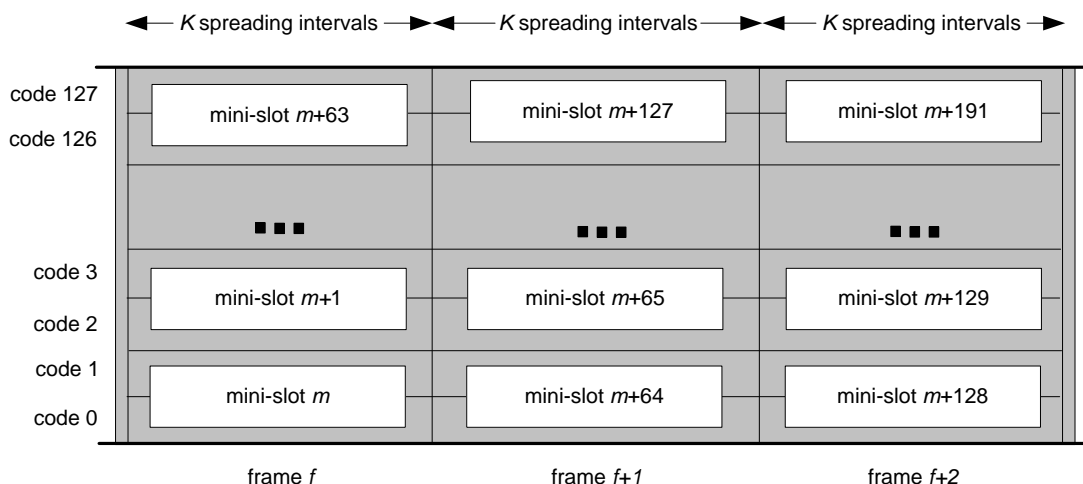 K spreading intervals K spreading intervals K spreading intervals
code 127
mini-slot m+63 mini-slot m+127 mini-slot m+191
code 126
code 3
mini-slot m+1 mini-slot m+65 mini-slot m+129
code 2
code 1
mini-slot m mini-slot m+64 mini-slot m+128
code 0
frame f frame f+1 frame f+2